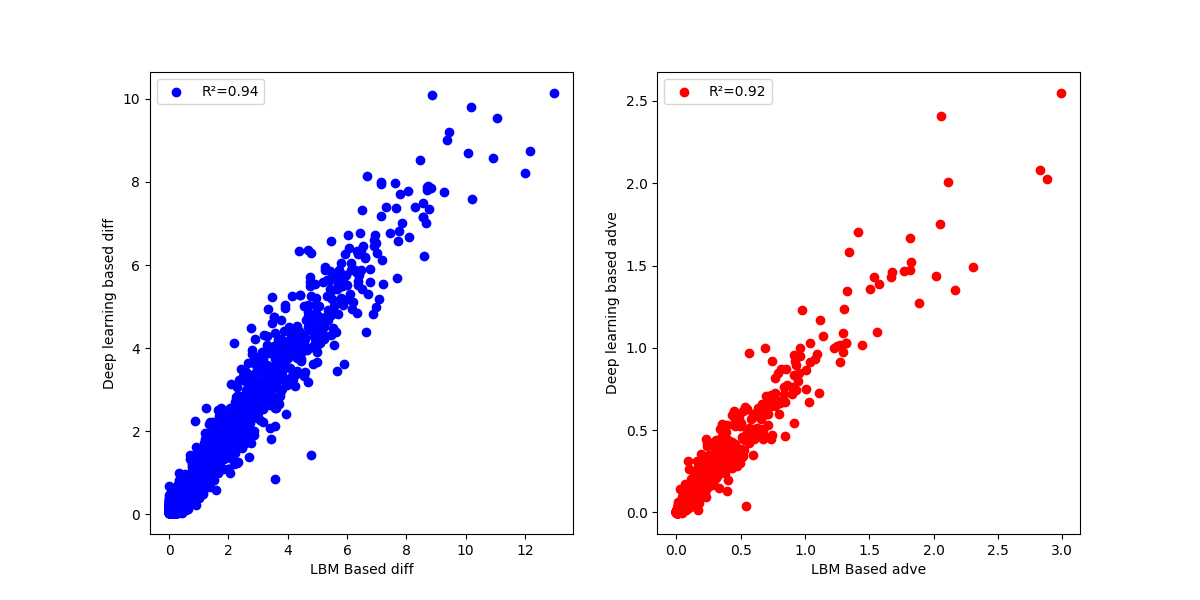 R²=0.94
10
8
6
4
2
0
Deep learning based diff
0 2 4 6 8 10 12
LBM Based diff
R²=0.92
2.5
2.0
1.5
1.0
0.5
0.0
Deep learning based adve
0.0 0.5 1.0 1.5 2.0 2.5 3.0
LBM Based adve